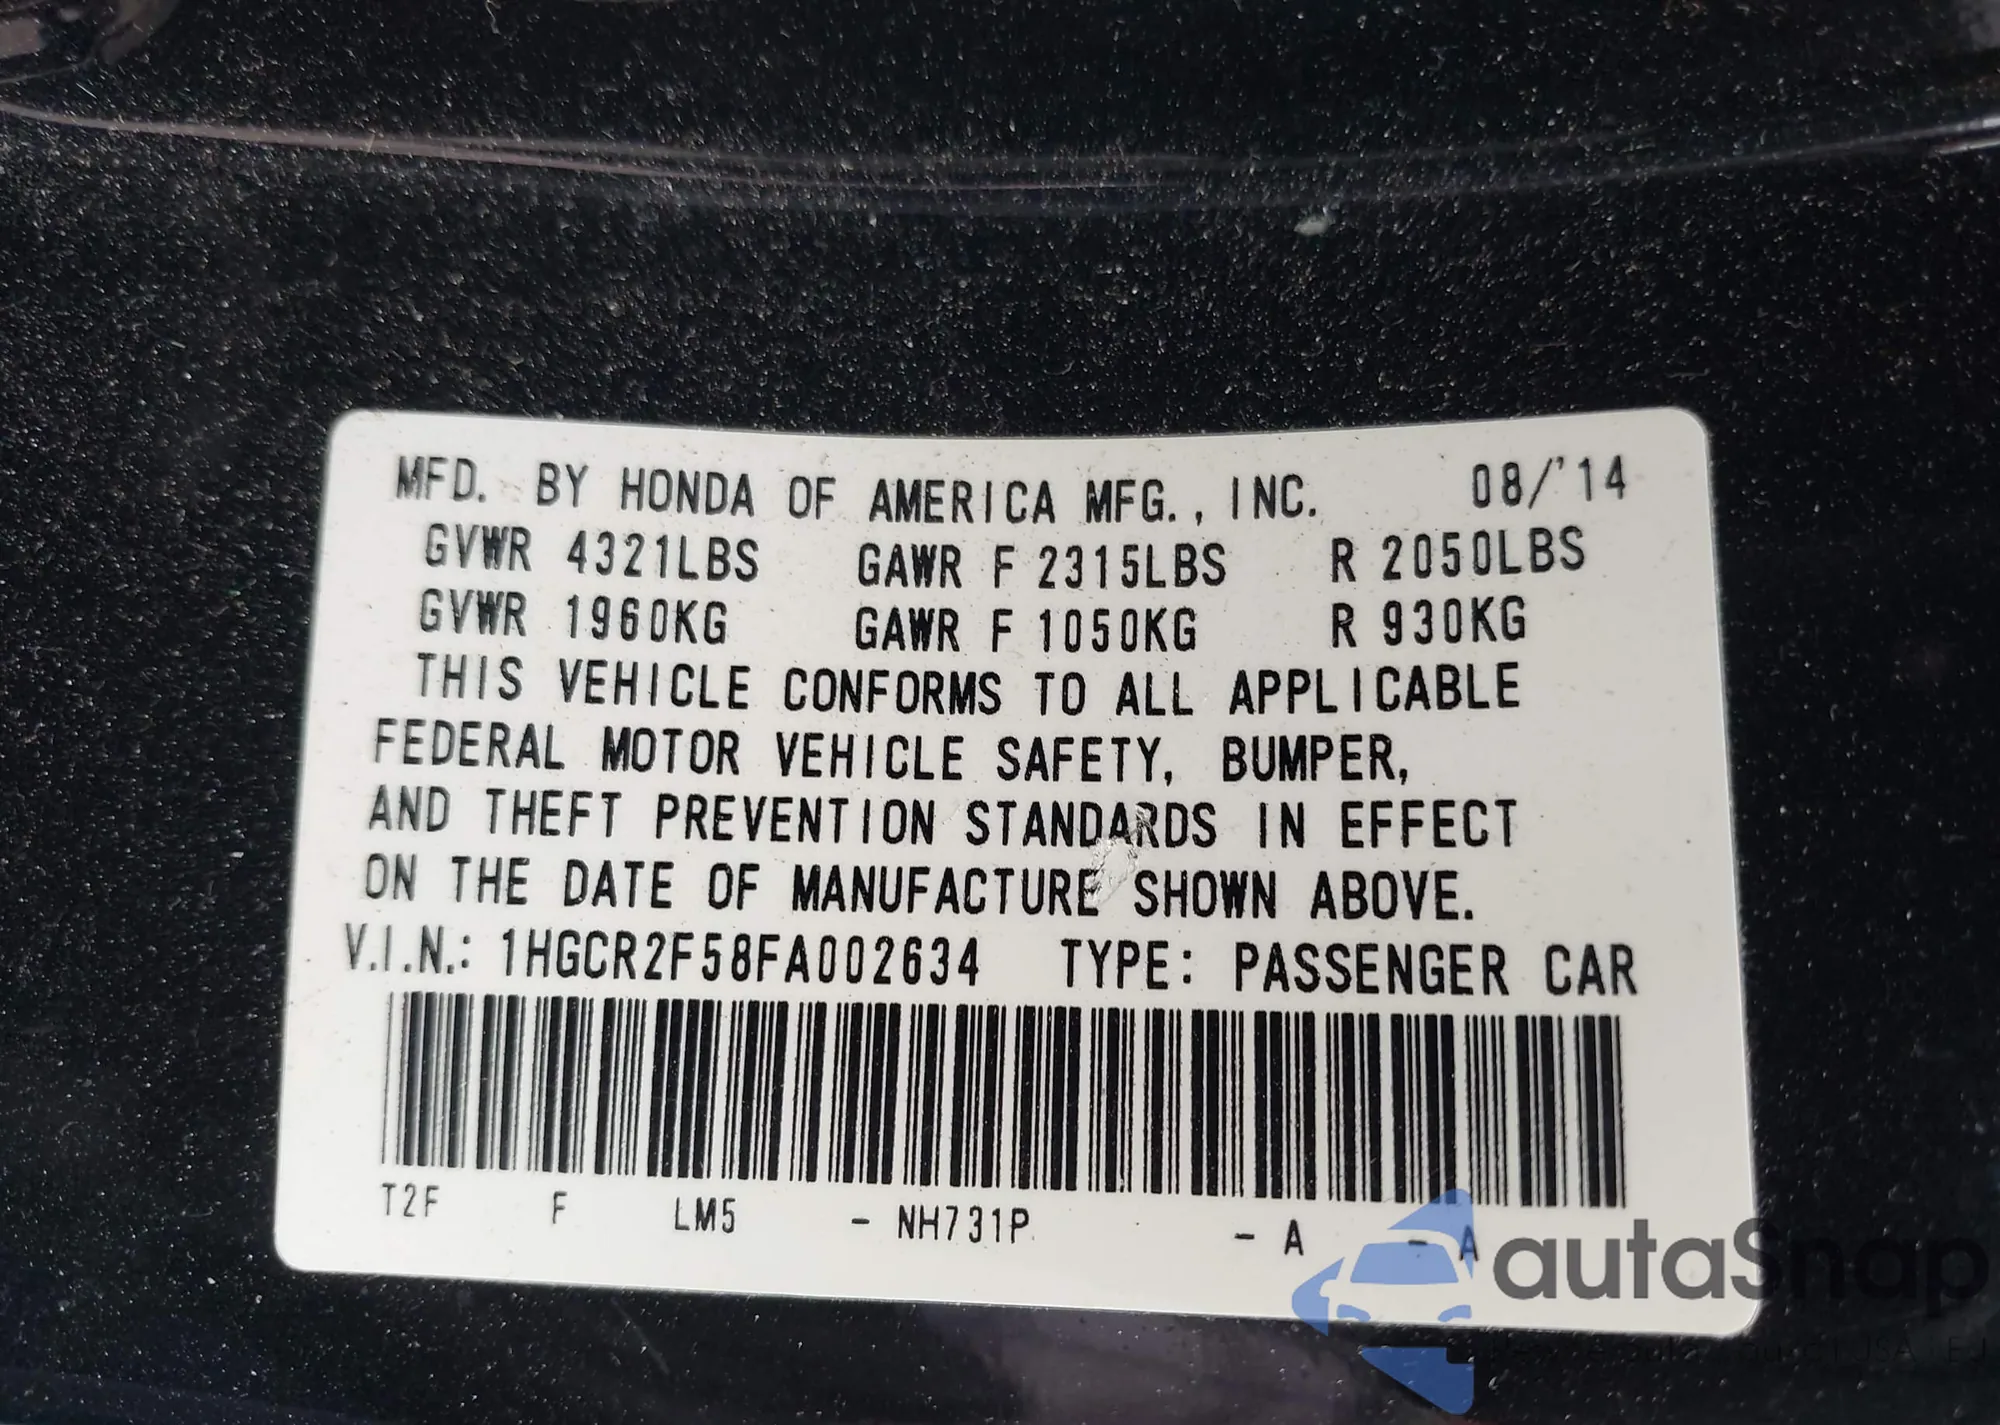 MFD. BY HONDA OF AMERICA MFG., INC. 08/'14
GVWR 4321LBS GAWR F 2315LBS R 2050LBS
GVWR 1960KG GAWR F 1050KG R 930KG
THIS VEHICLE CONFORMS TO ALL APPLICABLE
FEDERAL MOTOR VEHICLE SAFETY, BUMPER,
AND THEFT PREVENTION STANDARDS IN EFFECT
ON THE DATE OF MANUFACTURE SHOWN ABOVE.
V.I.N.: 1HGCR2F58FA002634 TYPE: PASSENGER CAR
T2F F LM5 - NH731P - A - A
autaSnap